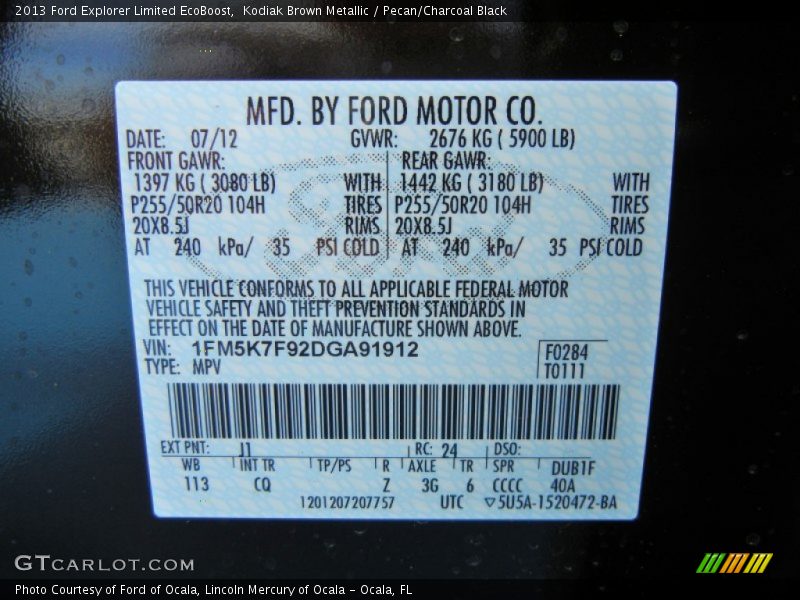 2013 Ford Explorer Limited EcoBoost,  Kodiak Brown Metallic / Pecan/Charcoal Black
MFD. BY FORD MOTOR CO.
DATE: 07/12 GVWR: 2676 KG ( 5900 LB)
FRONT GAWR: REAR GAWR:
1397 KG ( 3080 LB) WITH 1442 KG ( 3180 LB) WITH
P255/50R20 104H TIRES P255/50R20 104H TIRES
20X8.5J RIMS 20X8.5J RIMS
AT 240 kPa/ 35 PSI COLD AT 240 kPa/ 35 PSI COLD
THIS VEHICLE CONFORMS TO ALL APPLICABLE FEDERAL MOTOR
VEHICLE SAFETY AND THEFT PREVENTION STANDARDS IN
EFFECT ON THE DATE OF MANUFACTURE SHOWN ABOVE.
VIN: 1FM5K7F92DGA91912 F0284
TYPE: MPV T0111
EXT PNT: J1 RC: 24 DSO:
WB INT TR TP/PS R AXLE TR SPR DUB1F
113 CQ Z 3G 6 CCCC 40A
1201207207757 UTC ▽5U5A-1520472-BA
GTCARLOT.COM
Photo Courtesy of Ford of Ocala, Lincoln Mercury of Ocala - Ocala, FL